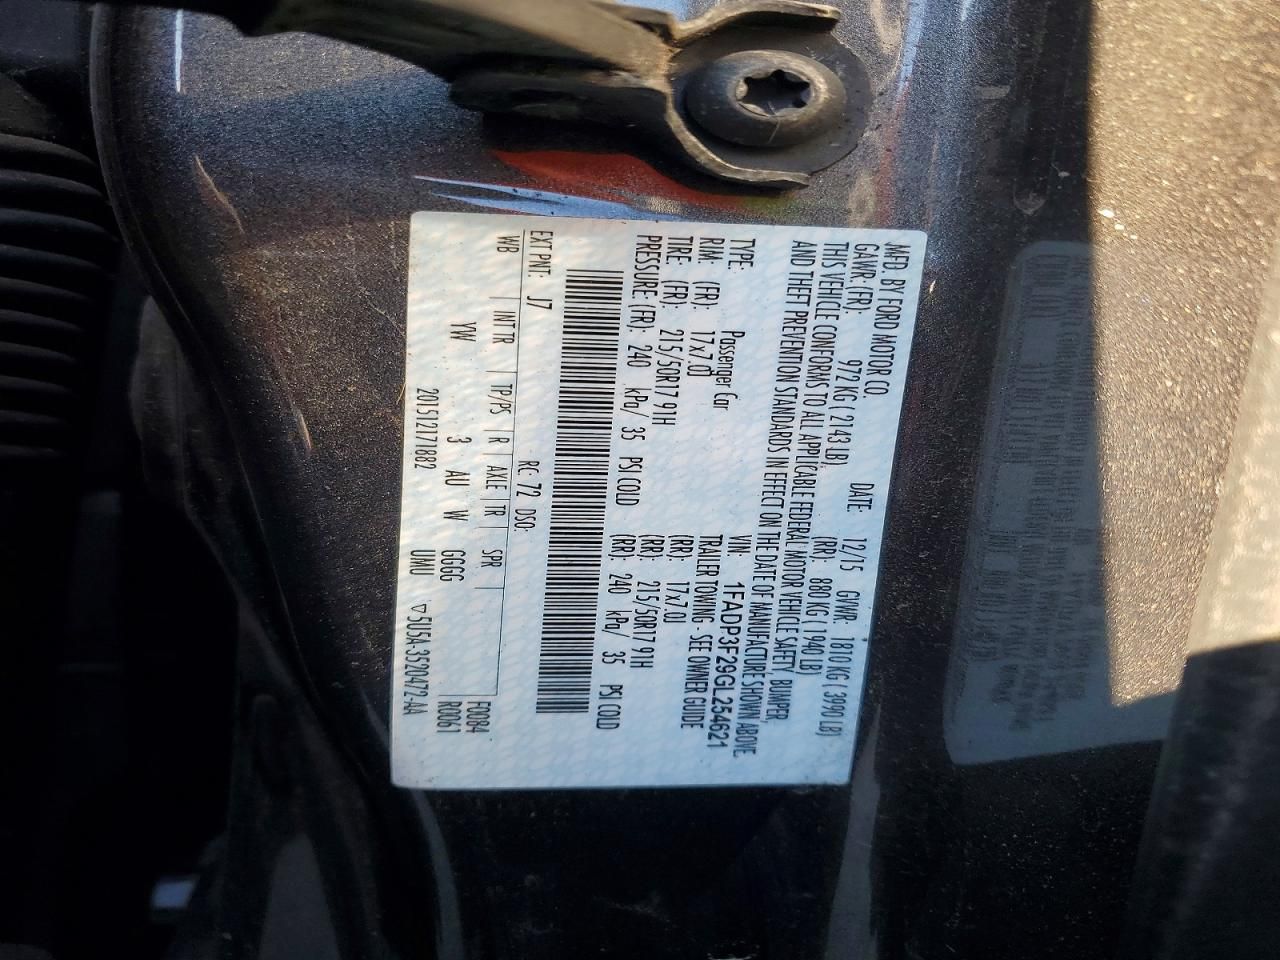 MFD. BY FORD MOTOR CO.
DATE: 12/15 GVWR: 1810 KG ( 3990 LB)
GAWR: (FR): 972 KG ( 2143 LB) (RR): 880 KG ( 1940 LB)
THIS VEHICLE CONFORMS TO ALL APPLICABLE FEDERAL MOTOR VEHICLE SAFETY, BUMPER,
AND THEFT PREVENTION STANDARDS IN EFFECT ON THE DATE OF MANUFACTURE SHOWN ABOVE.
VIN: 1FADP3F29GL254621
TYPE: Passenger Car TRAILER TOWING - SEE OWNER GUIDE
RIM: (FR): 17x7.0J (RR): 17x7.0J
TIRE: (FR): 215/50R17 91H (RR): 215/50R17 91H
PRESSURE (FR): 240 kPa/ 35 PSI COLD (RR): 240 kPa/ 35 PSI COLD
EXT PNT: J7 RC: 72 DSO: F0084
WB INT TR TP/PS R AXLE TR SPR R0061
YW 3 AU W GGGG
201512171882 UMU ▽5U5A-3520472-AA